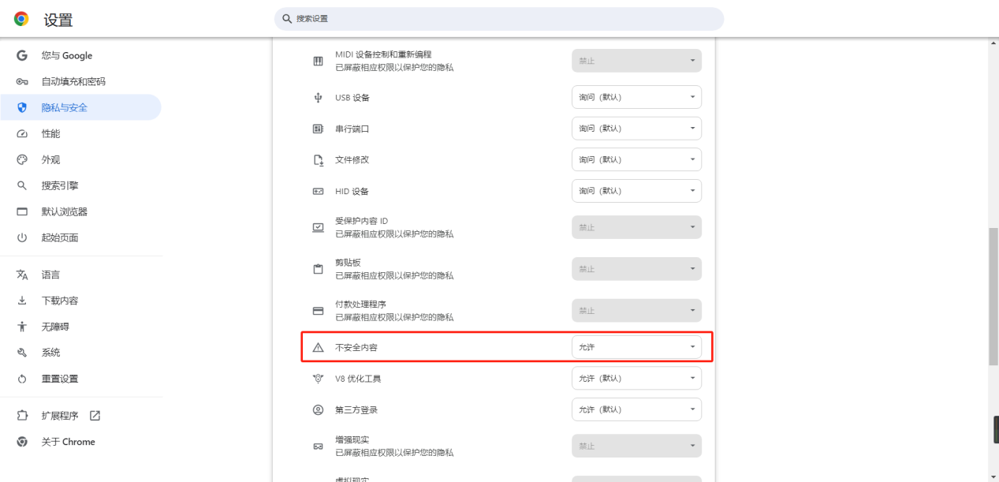 设置
搜索设置
您与 Google
自动填充和密码
隐私与安全
性能
外观
搜索引擎
默认浏览器
起始页面
语言
下载内容
无障碍
系统
重置设置
扩展程序
关于 Chrome
MIDI 设备控制和重新编程
已屏蔽相应权限以保护您的隐私
禁止
USB 设备
询问（默认）
串行端口
询问（默认）
文件修改
询问（默认）
HID 设备
询问（默认）
受保护内容 ID
已屏蔽相应权限以保护您的隐私
禁止
剪贴板
已屏蔽相应权限以保护您的隐私
禁止
付款处理程序
已屏蔽相应权限以保护您的隐私
禁止
不安全内容
允许
V8 优化工具
允许（默认）
第三方登录
允许（默认）
增强现实
已屏蔽相应权限以保护您的隐私
禁止
虚拟现实